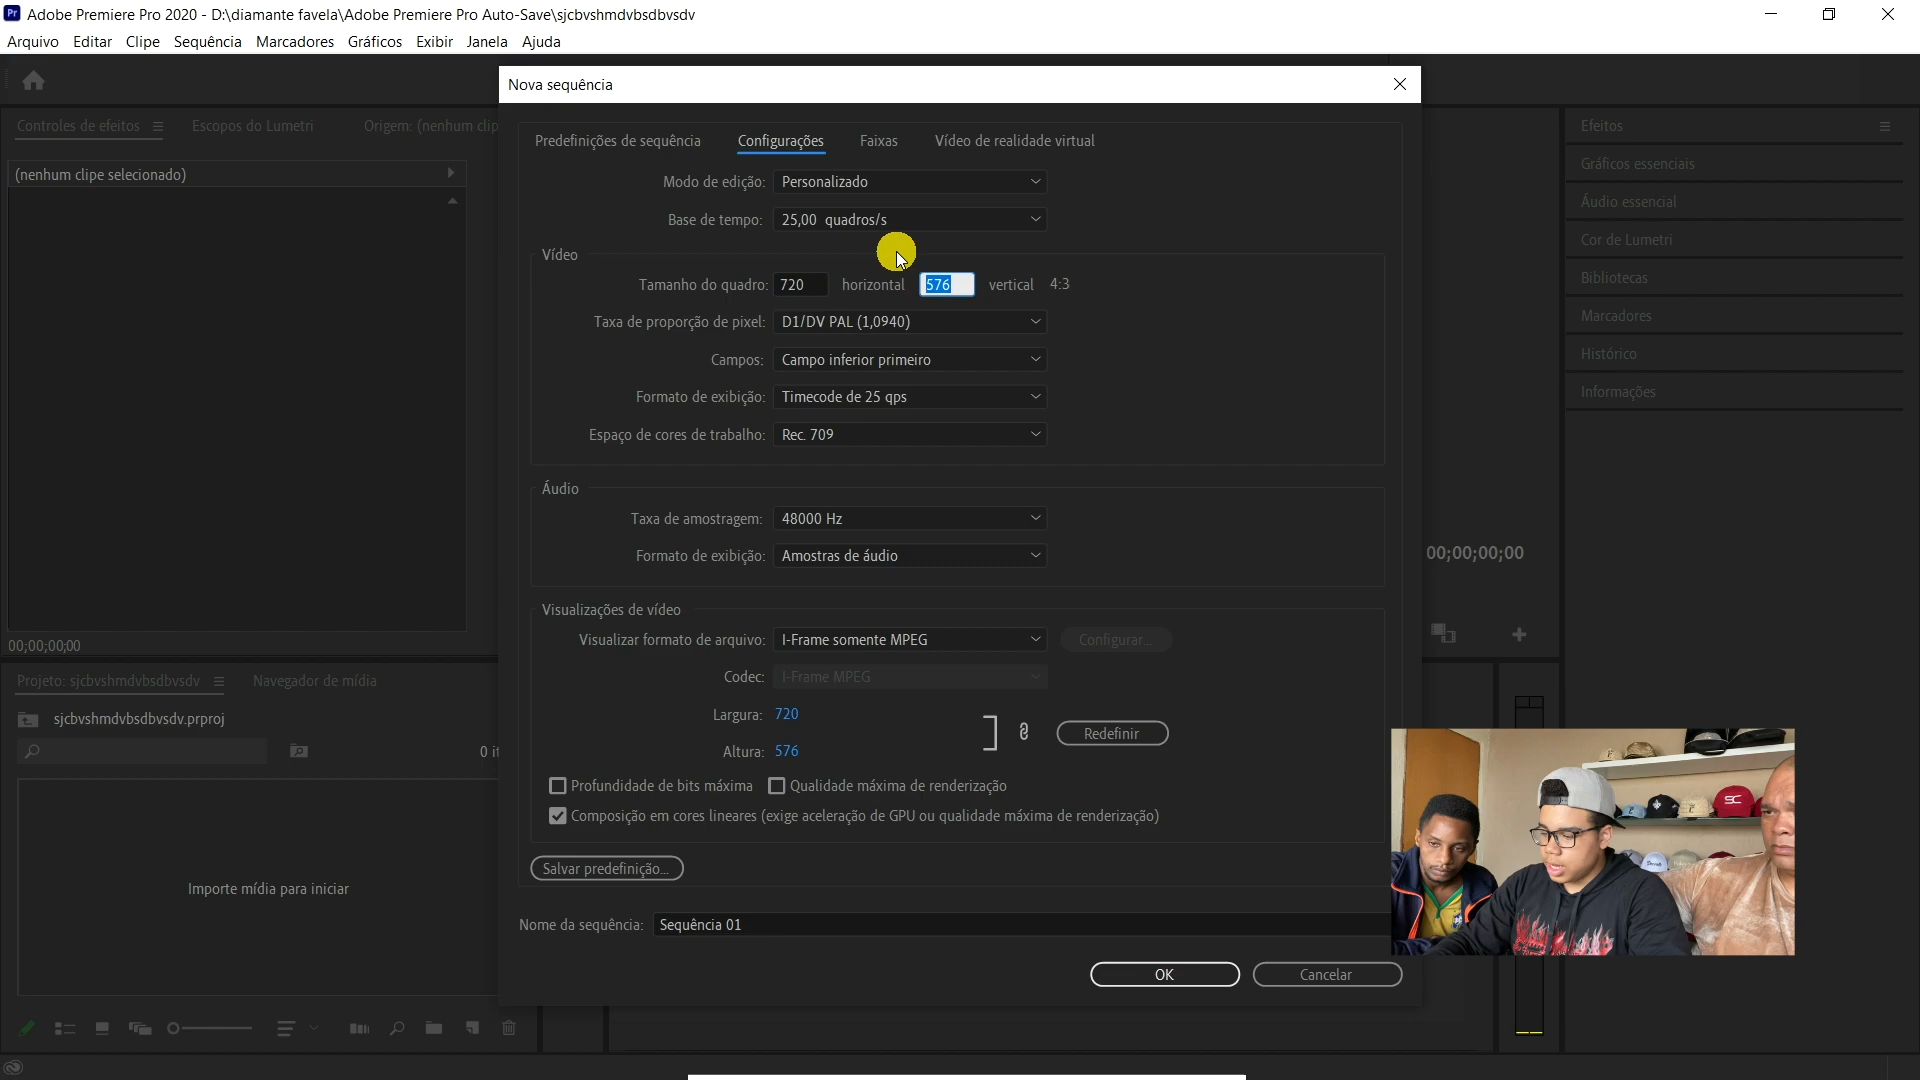 Adobe Premiere Pro 2020 - D:\diamante favela\Adobe Premiere Pro Auto-Save\sjcbvshmdvbsdbvsdv
Arquivo Editar Clipe Sequência Marcadores Gráficos Exibir Janela Ajuda
Nova sequência
Controles de efeitos Escopos do Lumetri Origem: (nenhum clip
Predefinições de sequência Configurações Faixas Vídeo de realidade virtual
Efeitos
Gráficos essenciais
Áudio essencial
Cor de Lumetri
Bibliotecas
Marcadores
Histórico
Informações
(nenhum clipe selecionado)
Modo de edição: Personalizado
Base de tempo: 25,00 quadros/s
Vídeo
Tamanho do quadro: 720 horizontal 576 vertical 4:3
Taxa de proporção de pixel: D1/DV PAL (1,0940)
Campos: Campo inferior primeiro
Formato de exibição: Timecode de 25 qps
Espaço de cores de trabalho: Rec. 709
Áudio
Taxa de amostragem: 48000 Hz
Formato de exibição: Amostras de áudio
00;00;00;00
Visualizações de vídeo
Visualizar formato de arquivo: I-Frame somente MPEG Configurar...
Codec: I-Frame MPEG
Largura: 720
Altura: 576
Redefinir
Profundidade de bits máxima Qualidade máxima de renderização
Composição em cores lineares (exige aceleração de GPU ou qualidade máxima de renderização)
Salvar predefinição...
Nome da sequência: Sequência 01
OK Cancelar
00;00;00;00
Projeto: sjcbvshmdvbsdbvsdv Navegador de mídia
sjcbvshmdvbsdbvsdv.prproj
0 it
Importe mídia para iniciar
SC